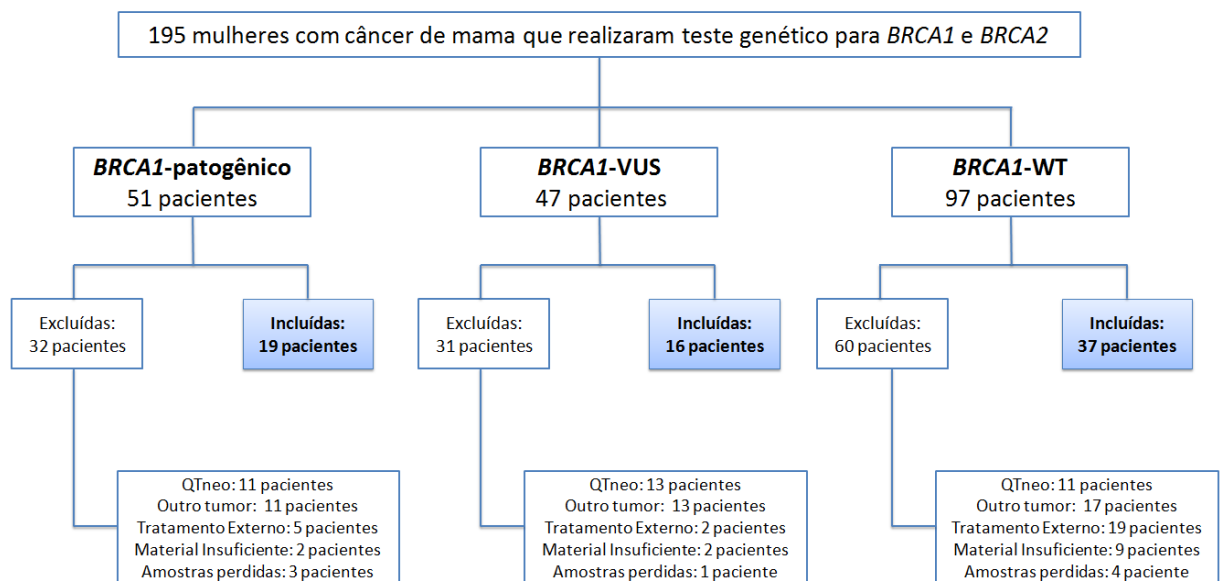 195 mulheres com câncer de mama que realizaram teste genético para BRCA1 e BRCA2
BRCA1-patogênico
51 pacientes
BRCA1-VUS
47 pacientes
BRCA1-WT
97 pacientes
Excluídas:
32 pacientes
Incluídas:
19 pacientes
Excluídas:
31 pacientes
Incluídas:
16 pacientes
Excluídas:
60 pacientes
Incluídas:
37 pacientes
QTneo: 11 pacientes
Outro tumor: 11 pacientes
Tratamento Externo: 5 pacientes
Material Insuficiente: 2 pacientes
Amostras perdidas: 3 pacientes
QTneo: 13 pacientes
Outro tumor: 13 pacientes
Tratamento Externo: 2 pacientes
Material Insuficiente: 2 pacientes
Amostras perdidas: 1 paciente
QTneo: 11 pacientes
Outro tumor: 17 pacientes
Tratamento Externo: 19 pacientes
Material Insuficiente: 9 pacientes
Amostras perdidas: 4 paciente